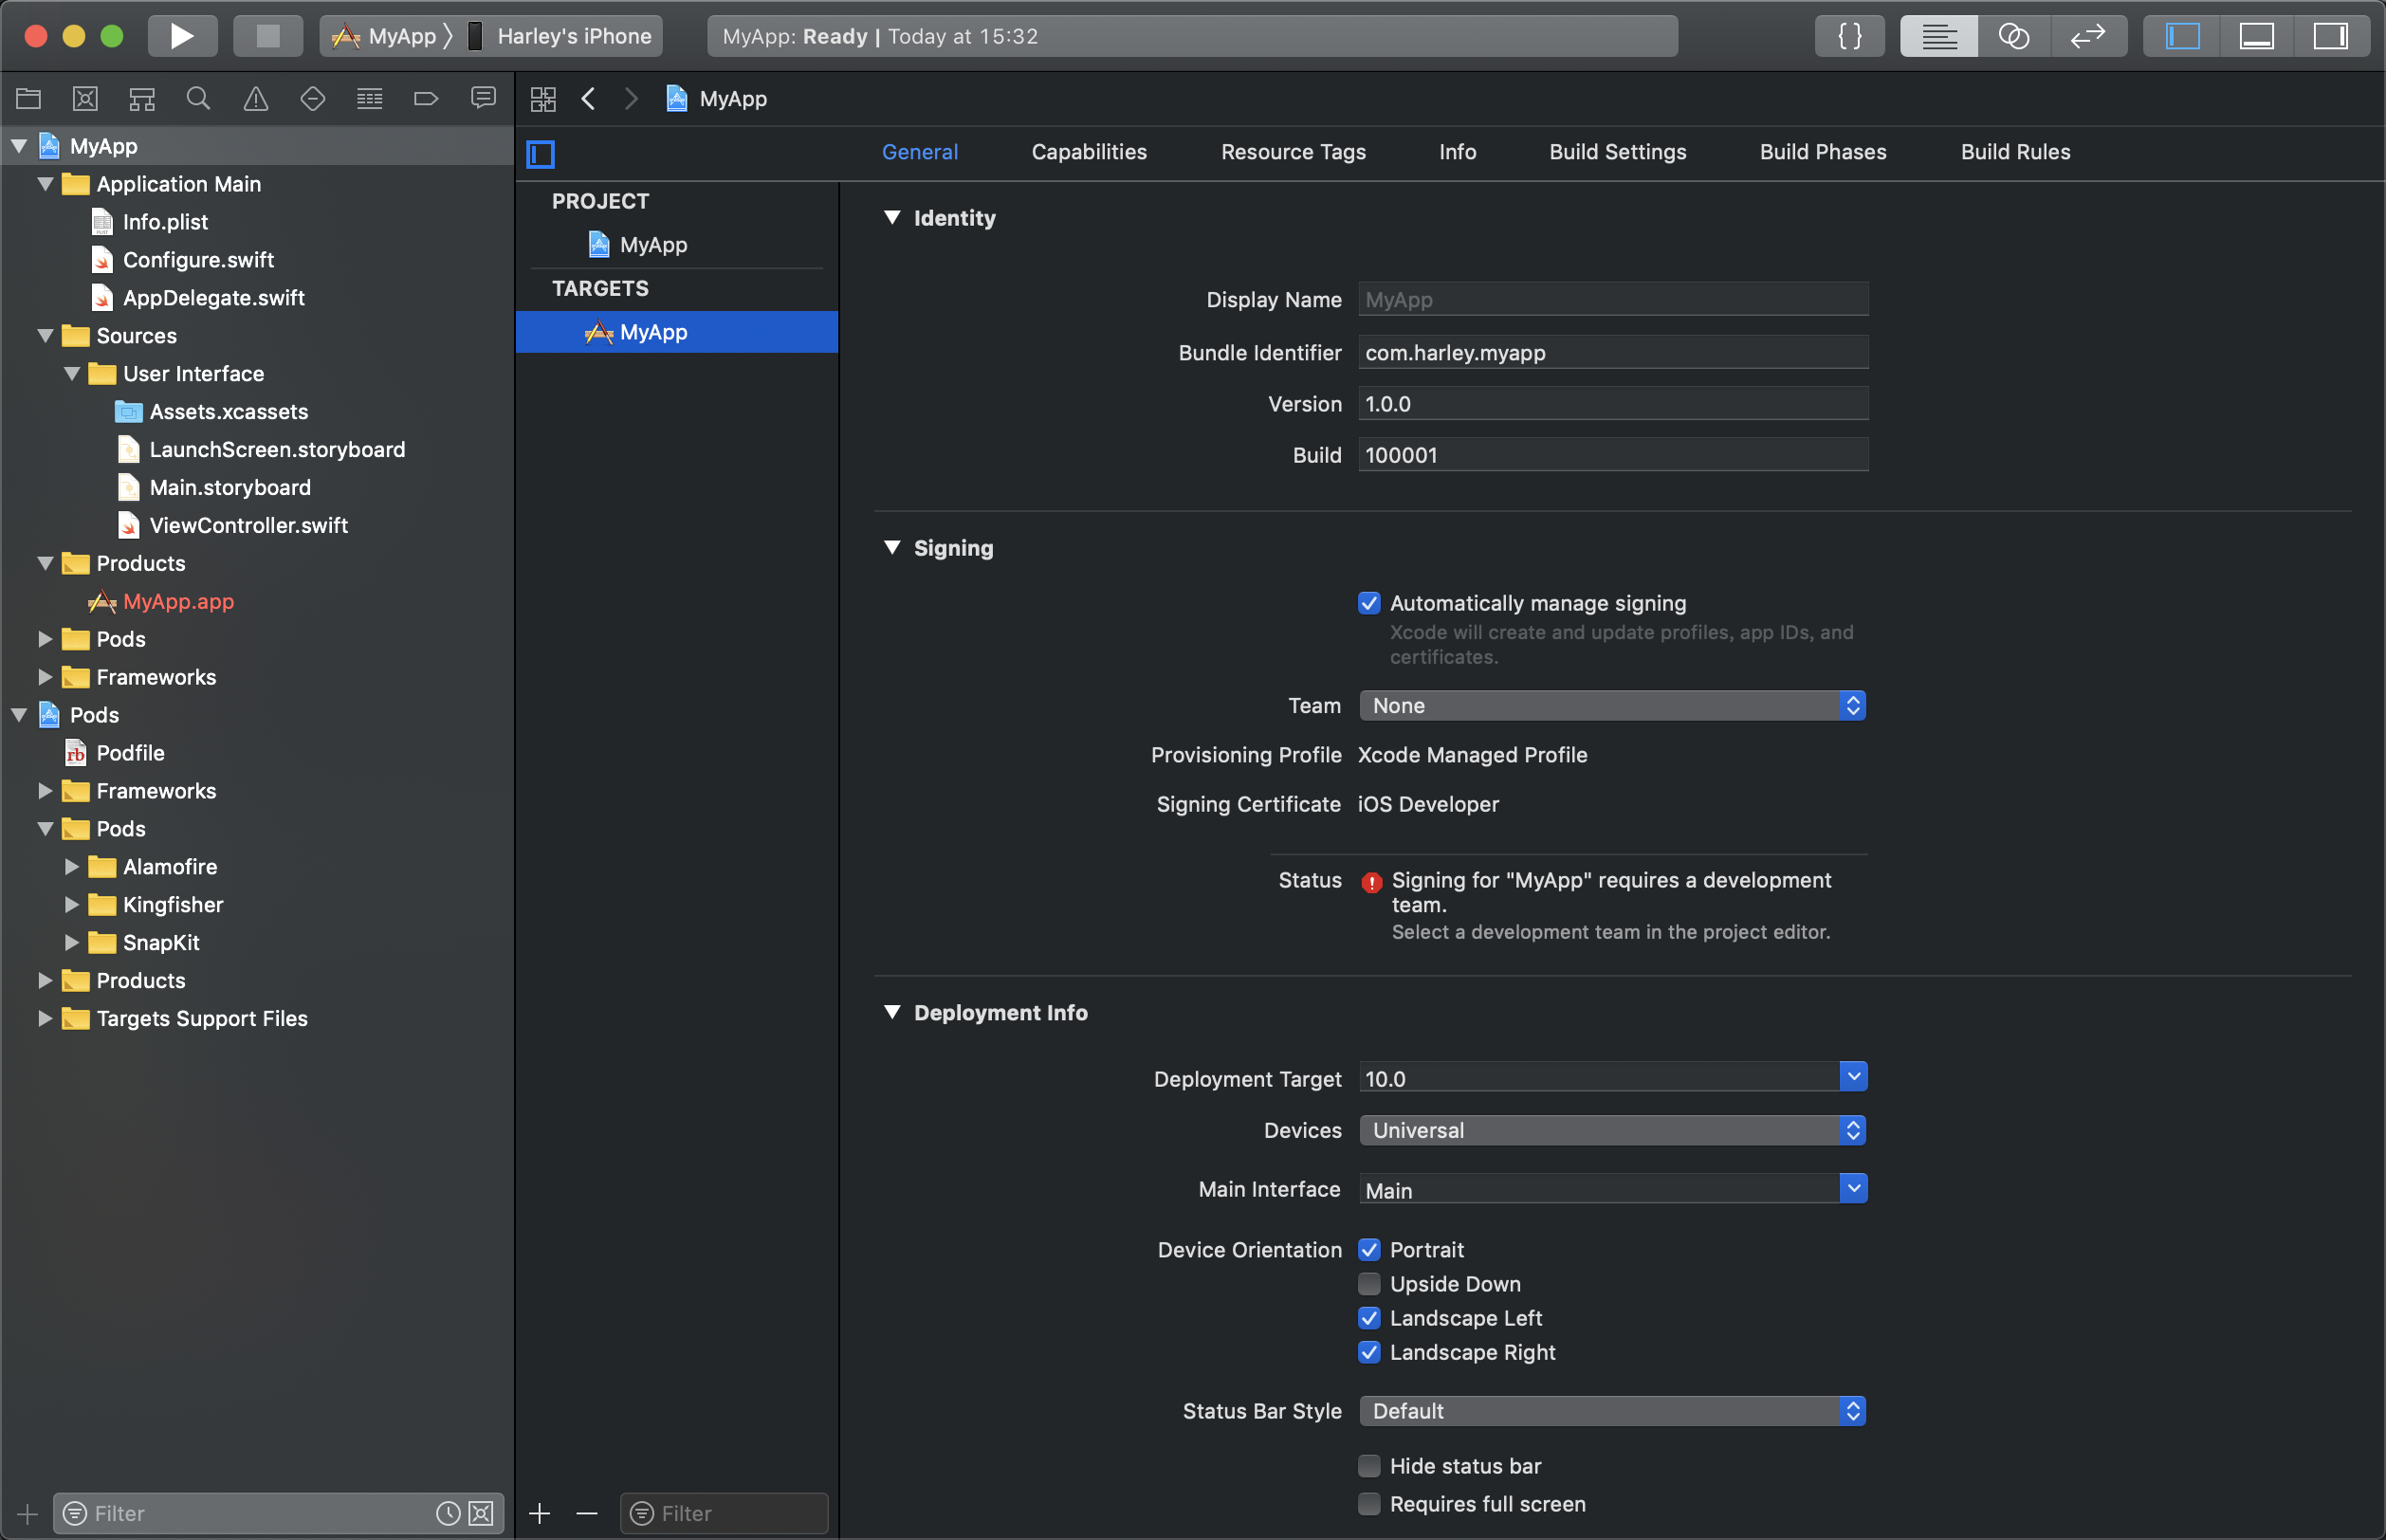 MyApp
Harley's iPhone
MyApp: Ready | Today at 15:32
{ }
MyApp
MyApp
Application Main
Info.plist
Configure.swift
AppDelegate.swift
Sources
User Interface
Assets.xcassets
LaunchScreen.storyboard
Main.storyboard
ViewController.swift
Products
MyApp.app
Pods
Frameworks
Pods
rb
Podfile
Frameworks
Pods
Alamofire
Kingfisher
SnapKit
Products
Targets Support Files
Filter
General
Capabilities
Resource Tags
Info
Build Settings
Build Phases
Build Rules
PROJECT
MyApp
TARGETS
MyApp
Filter
Identity
Display Name MyApp
Bundle Identifier com.harley.myapp
Version 1.0.0
Build 100001
Signing
Automatically manage signing
Xcode will create and update profiles, app IDs, and
certificates.
Team None
Provisioning Profile Xcode Managed Profile
Signing Certificate iOS Developer
Status Signing for "MyApp" requires a development
team.
Select a development team in the project editor.
Deployment Info
Deployment Target 10.0
Devices Universal
Main Interface Main
Device Orientation Portrait
Upside Down
Landscape Left
Landscape Right
Status Bar Style Default
Hide status bar
Requires full screen